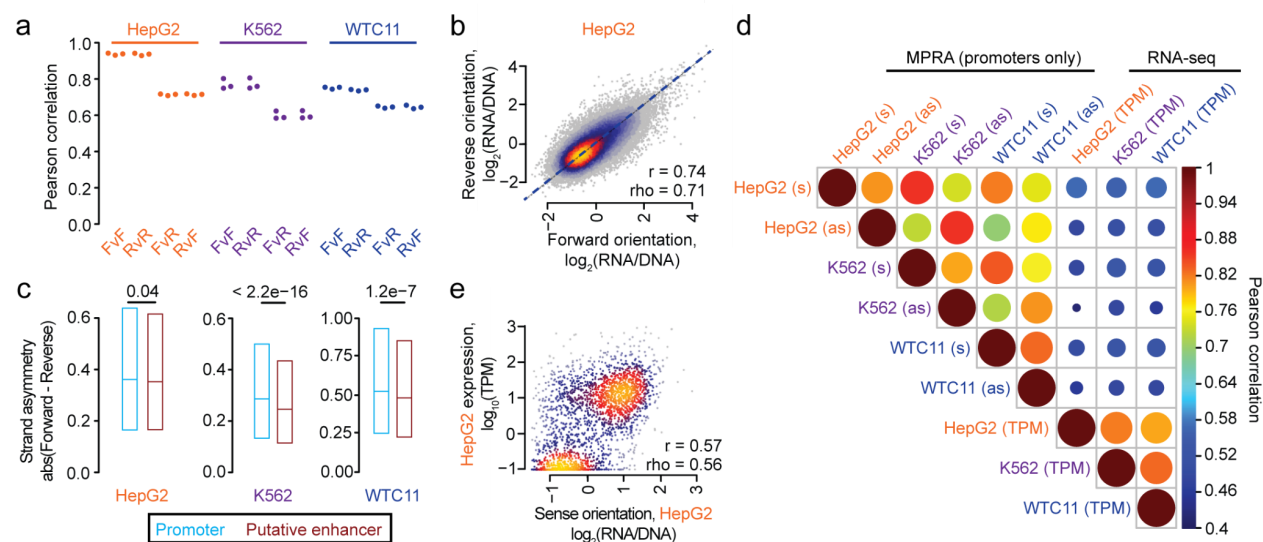 a
HepG2
K562
WTC11
Pearson correlation
1.0
0.8
0.6
0.4
0.2
0.0
FvF
RvR
FvR
RvF
FvF
RvR
FvR
RvF
FvF
RvR
FvR
RvF
b
HepG2
Reverse orientation,
log2(RNA/DNA)
4
2
0
−2
r = 0.74
rho = 0.71
−2
0
2
4
Forward orientation,
log2(RNA/DNA)
c
Strand asymmetry
abs(Forward - Reverse)
0.04
0.6
0.4
0.2
0.0
HepG2
< 2.2e−16
0.6
0.4
0.2
0.0
K562
1.2e−7
1.00
0.75
0.50
0.25
0.00
WTC11
Promoter
Putative enhancer
d
MPRA (promoters only)
RNA-seq
HepG2 (s)
HepG2 (as)
K562 (s)
K562 (as)
WTC11 (s)
WTC11 (as)
HepG2 (TPM)
K562 (TPM)
WTC11 (TPM)
HepG2 (s)
HepG2 (as)
K562 (s)
K562 (as)
WTC11 (s)
WTC11 (as)
HepG2 (TPM)
K562 (TPM)
WTC11 (TPM)
1
0.94
0.88
0.82
0.76
0.7
0.64
0.58
0.52
0.46
0.4
Pearson correlation
e
HepG2 expression,
log10(TPM)
3
2
1
0
−1
r = 0.57
rho = 0.56
−1
0
1
2
3
Sense orientation, HepG2
log2(RNA/DNA)